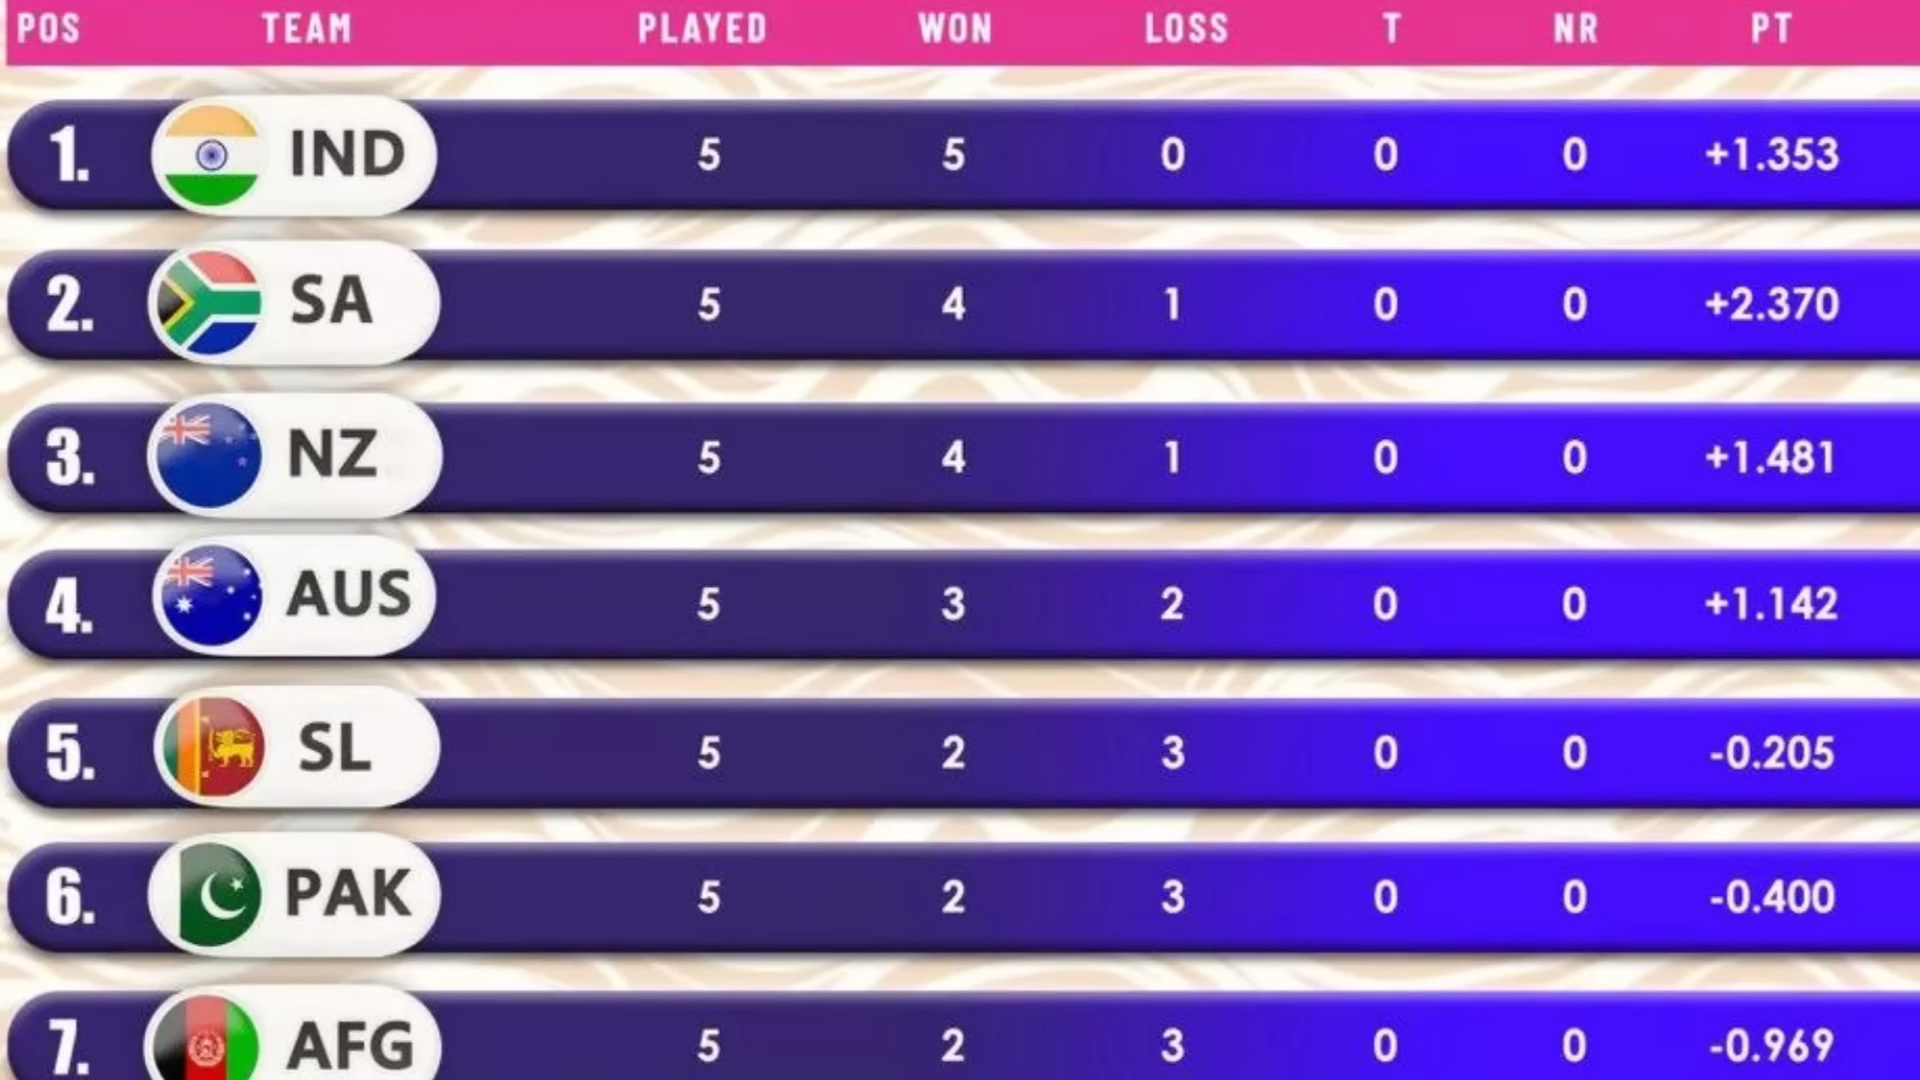 POS TEAM PLAYED WON LOSS T NR PT
1. IND 5 5 0 0 0 +1.353
2. SA 5 4 1 0 0 +2.370
3. NZ 5 4 1 0 0 +1.481
4. AUS 5 3 2 0 0 +1.142
5. SL 5 2 3 0 0 -0.205
6. PAK 5 2 3 0 0 -0.400
7. AFG 5 2 3 0 0 -0.969